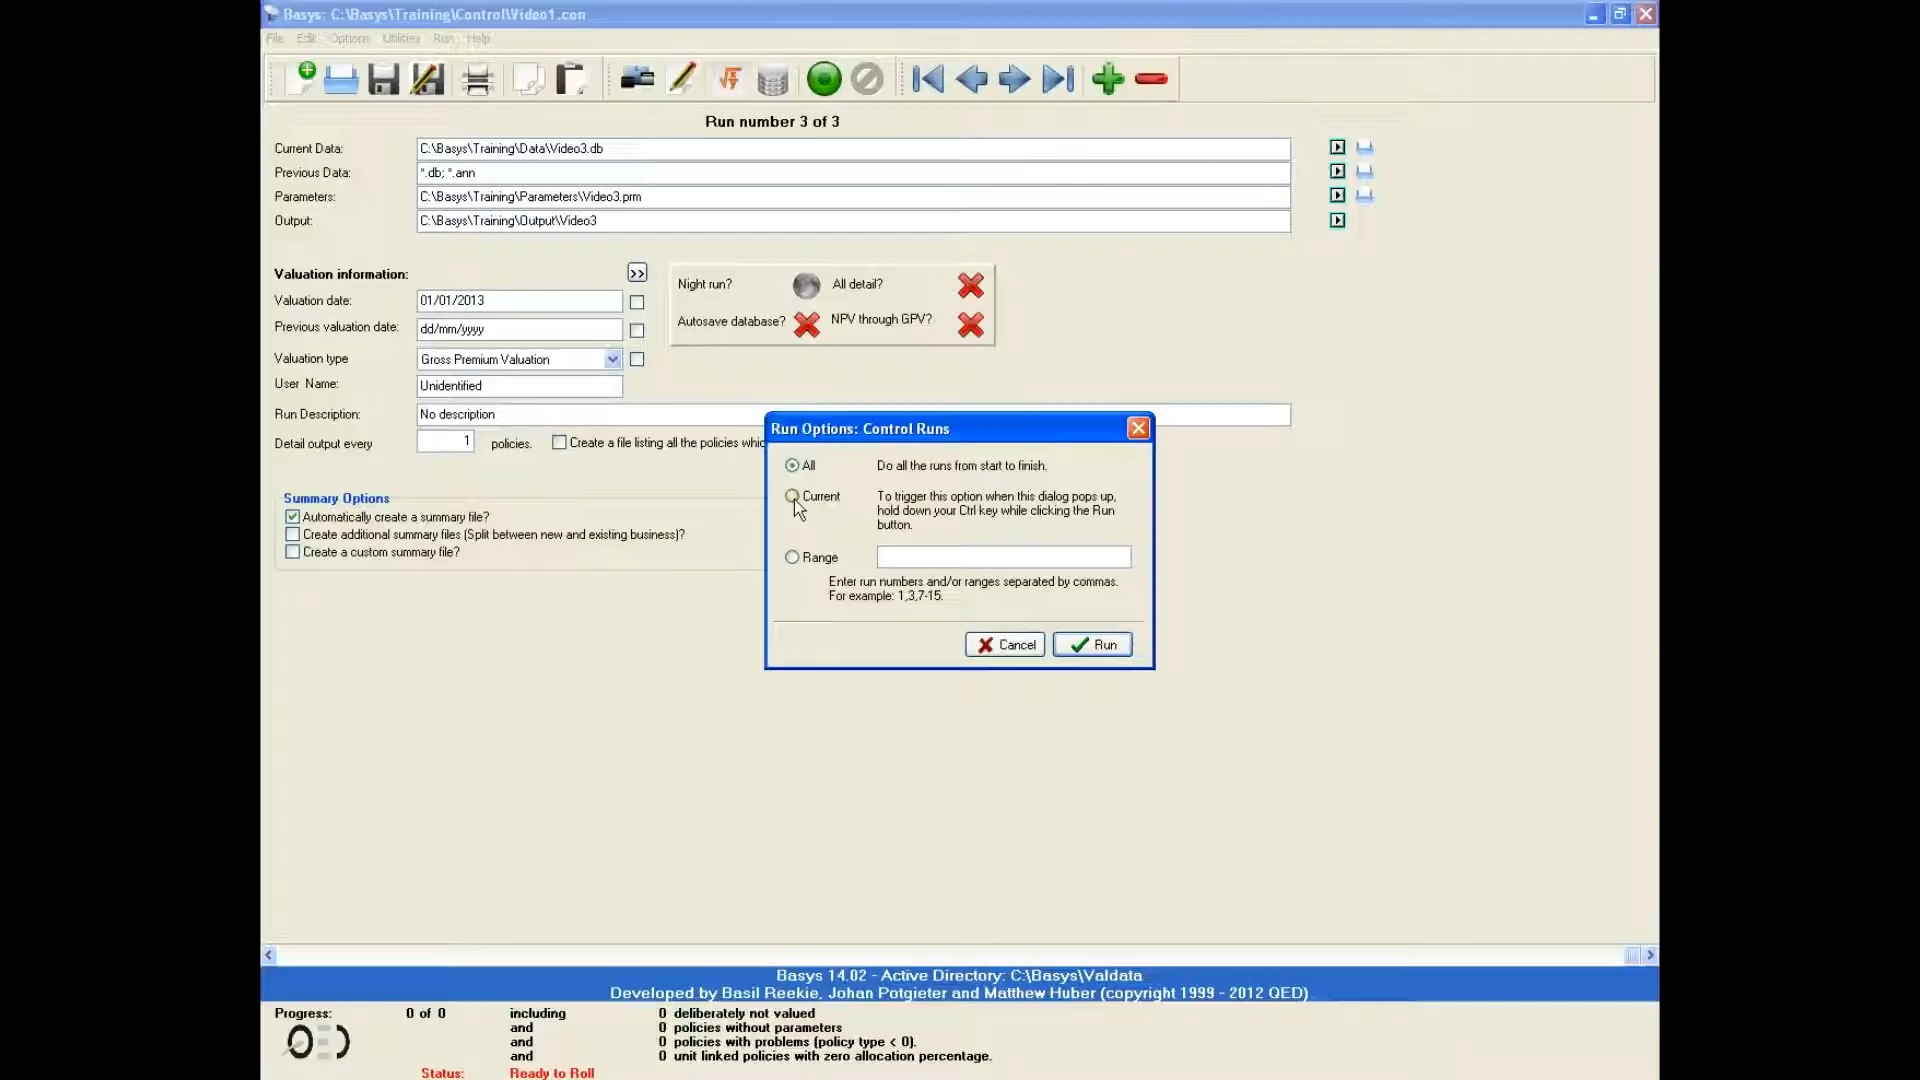 Basys: C:\Basys\Training\Control\Video1.con
File Edit Options Utilities Run Help
Run number 3 of 3
Current Data: C:\Basys\Training\Data\Video3.db
Previous Data: *.db; *.ann
Parameters: C:\Basys\Training\Parameters\Video3.prm
Output: C:\Basys\Training\Output\Video3
Valuation information: >>
Valuation date: 01/01/2013
Previous valuation date: dd/mm/yyyy
Valuation type Gross Premium Valuation
User Name: Unidentified
Run Description: No description
Detail output every 1 policies. Create a file listing all the policies
Night run? All detail?
Autosave database? NPV through GPV?
Summary Options
Automatically create a summary file?
Create additional summary files (Split between new and existing business)?
Create a custom summary file?
Run Options: Control Runs
All Do all the runs from start to finish.
Current To trigger this option when this dialog pops up,
hold down your Ctrl key while clicking the Run
button.
Range
Enter run numbers and/or ranges separated by commas.
For example: 1,3,7-15.
Cancel Run
Basys 14.02 - Active Directory: C:\Basys\Valdata
Developed by Basil Reekie, Johan Potgieter and Matthew Huber (copyright 1999 - 2012 QED)
Progress: 0 of 0 including 0 deliberately not valued
and 0 policies without parameters
and 0 policies with problems (policy type < 0).
and 0 unit linked policies with zero allocation percentage.
Status: Ready to Roll